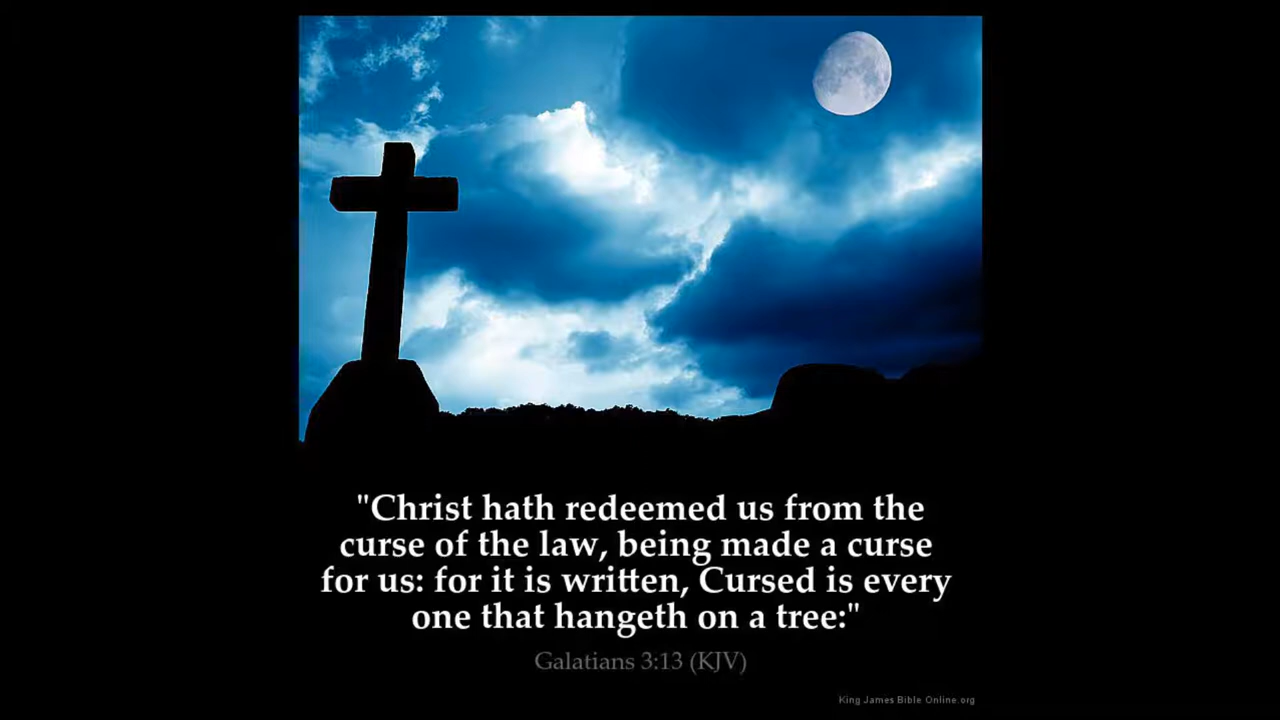 "Christ hath redeemed us from the
curse of the law, being made a curse
for us: for it is written, Cursed is every
one that hangeth on a tree:"
Galatians 3:13 (KJV)
King James Bible Online.org